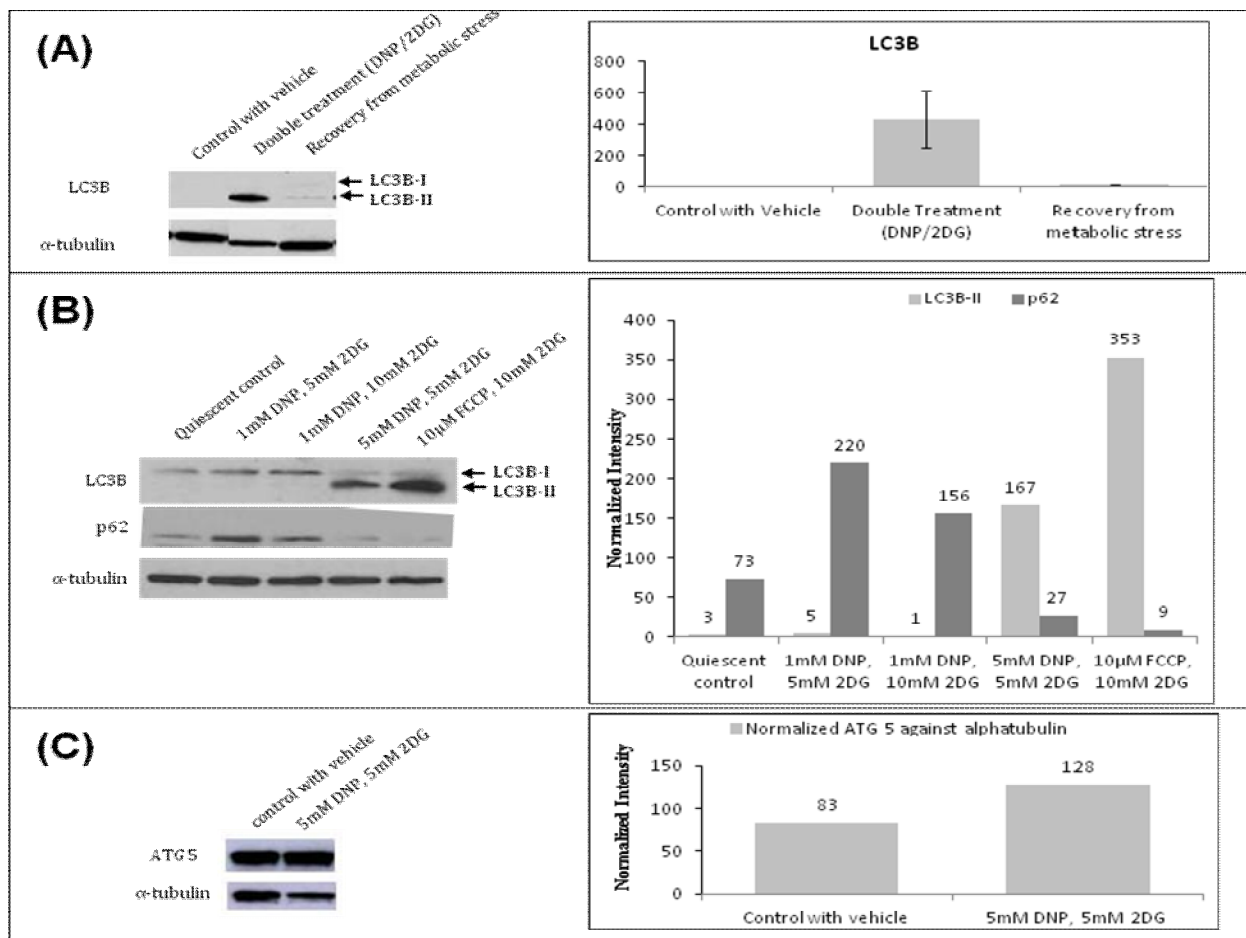 (A)
Control with vehicle
Double treatment (DNP/2DG)
Recovery from metabolic stress
LC3B
LC3B-I
LC3B-II
α-tubulin
LC3B
800
600
400
200
0
Control with Vehicle
Double Treatment
(DNP/2DG)
Recovery from
metabolic stress
(B)
Quiescent control
1mM DNP, 5mM 2DG
1mM DNP, 10mM 2DG
5mM DNP, 5mM 2DG
10µM FCCP, 10mM 2DG
LC3B
LC3B-I
LC3B-II
p62
α-tubulin
LC3B-II
p62
Normalized Intensity
400
350
300
250
200
150
100
50
0
3
73
5
220
1
156
167
27
353
9
Quiescent
control
1mM DNP,
5mM 2DG
1mM DNP,
10mM 2DG
5mM DNP,
5mM 2DG
10µM FCCP,
10mM 2DG
(C)
control with vehicle
5mM DNP, 5mM 2DG
ATG5
α-tubulin
Normalized ATG 5 against alphatubulin
Normalized Intensity
150
100
50
0
83
128
Control with vehicle
5mM DNP, 5mM 2DG